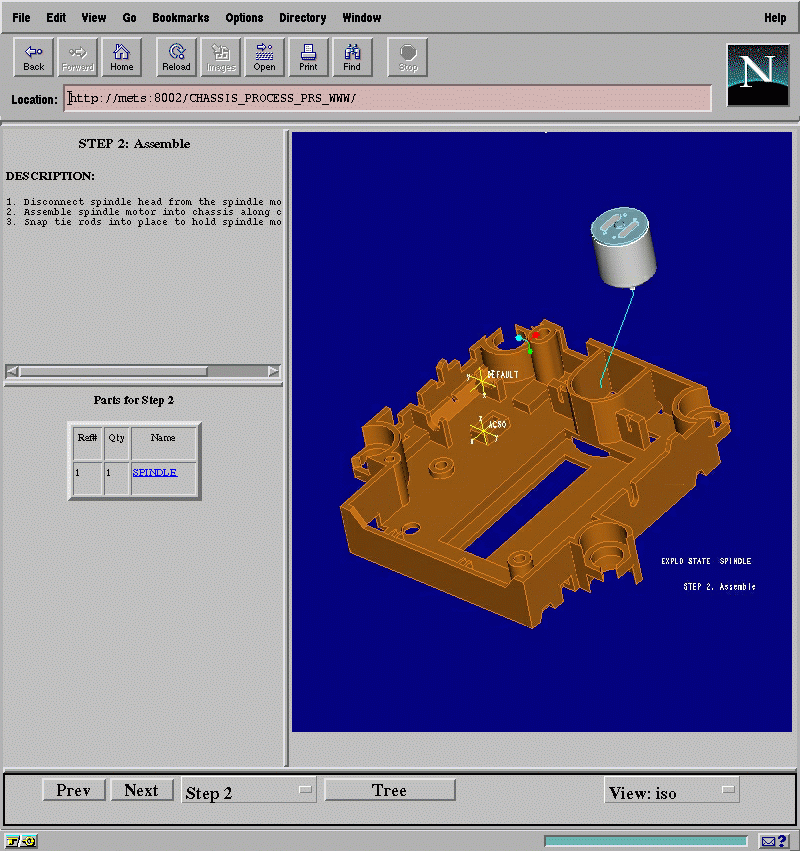 File Edit View Go Bookmarks Options Directory Window Help
Back Forward Home Reload Images Open Print Find Stop
N
Location: http://mets:8002/CHASSIS_PROCESS_PRS_WWW/
STEP 2: Assemble
DESCRIPTION:
1. Disconnect spindle head from the spindle mo
2. Assemble spindle motor into chassis along c
3. Snap tie rods into place to hold spindle mo
Parts for Step 2
Ref# Qty Name
1 1 SPINDLE
DEFAULT
ACS0
EXPLD STATE SPINDLE
STEP 2, Assemble
Prev Next Step 2 Tree View: iso